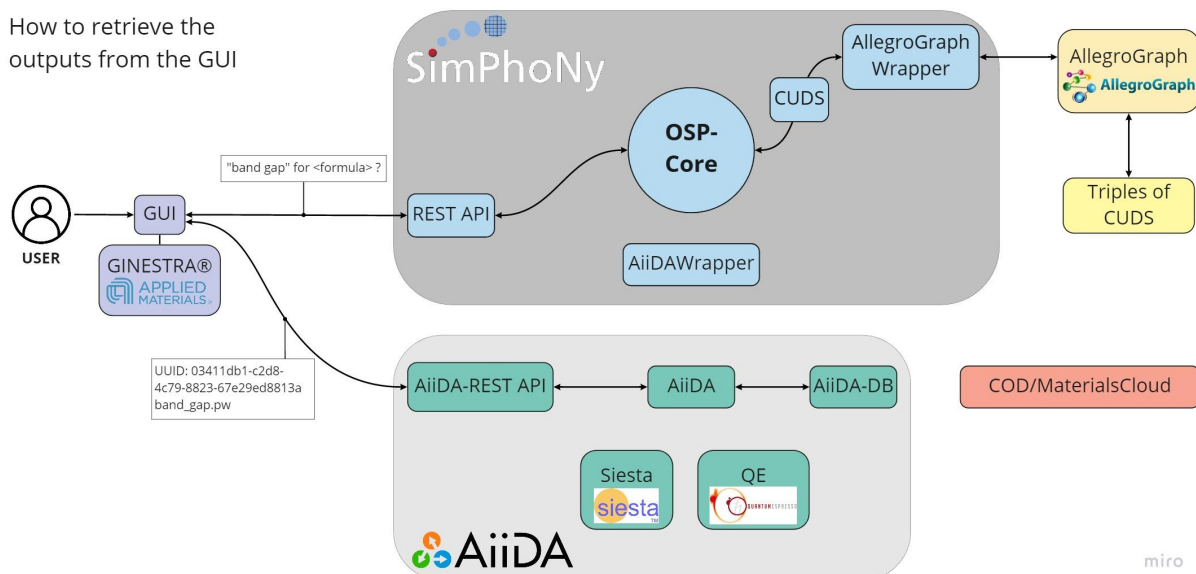 How to retrieve the
outputs from the GUI
SimPhoNy
AllegroGraph
Wrapper
AllegroGraph
AllegroGraph
CUDS
OSP-
Core
"band gap" for <formula> ?
Triples of
CUDS
GUI
REST API
USER
GINESTRA®
APPLIED
MATERIALS®
AiiDAWrapper
UUID: 03411db1-c2d8-
4c79-8823-67e29ed8813a
band_gap.pw
AiiDA-REST API
AiiDA
AiiDA-DB
COD/MaterialsCloud
Siesta
siesta
TM
QE
QUANTUMESPRESSO
AiiDA
miro